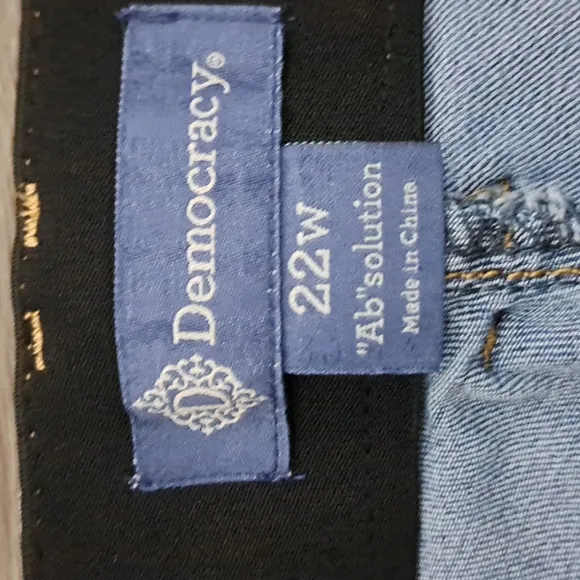 D Democracy®
22W
"Ab"solution
Made in China